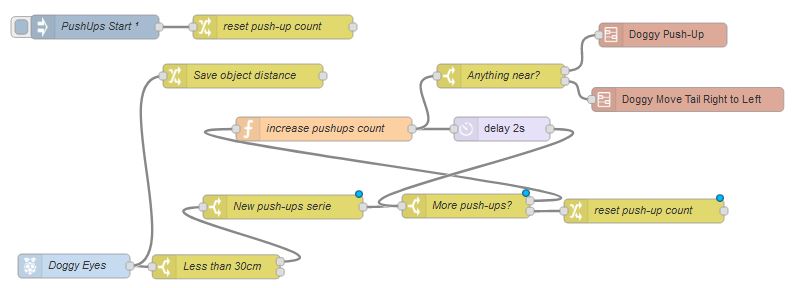 PushUps Start ¹
reset push-up count
Doggy Push-Up
Save object distance
Anything near?
Doggy Move Tail Right to Left
increase pushups count
delay 2s
New push-ups serie
More push-ups?
reset push-up count
Doggy Eyes
Less than 30cm